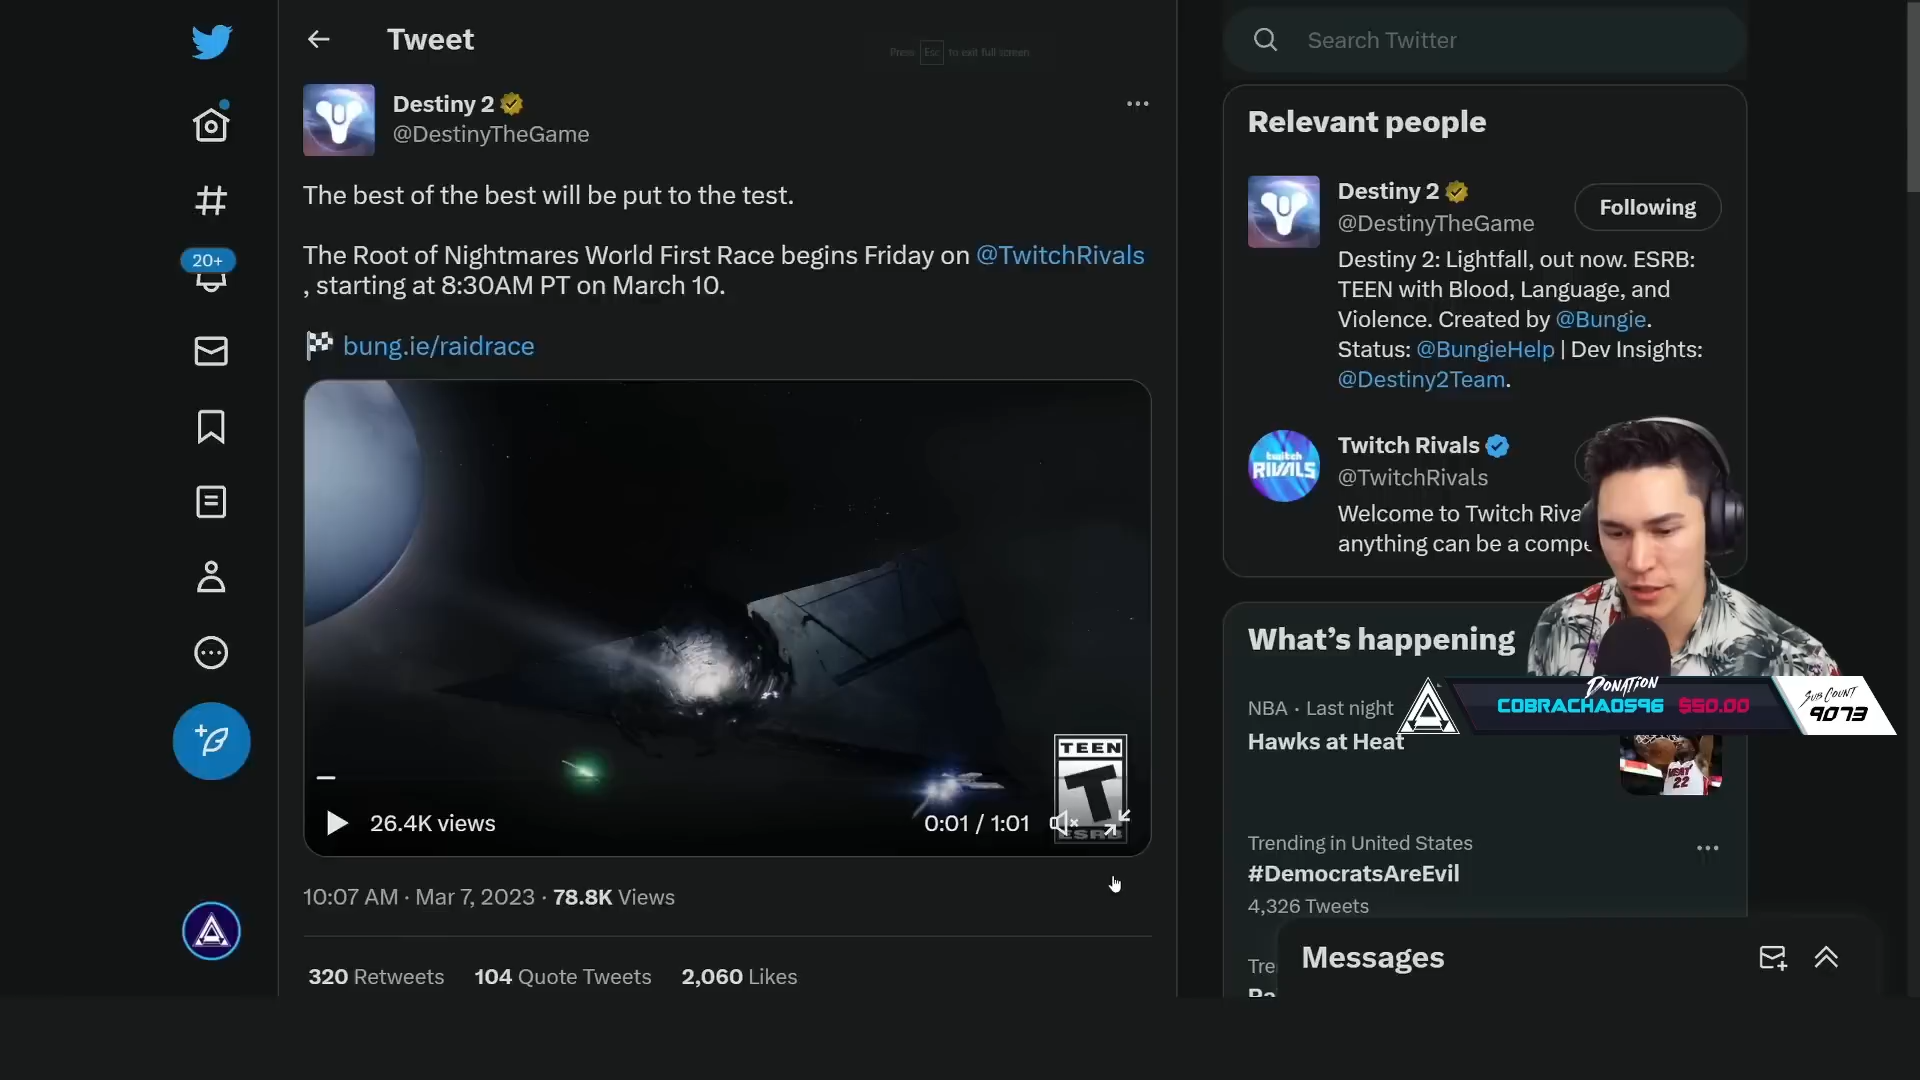 Tweet
Press Esc to exit full screen
Search Twitter
Destiny 2
@DestinyTheGame
The best of the best will be put to the test.
The Root of Nightmares World First Race begins Friday on @TwitchRivals
, starting at 8:30AM PT on March 10.
bung.ie/raidrace
20+
TEEN
T
ESRB
26.4K views
0:01 / 1:01
10:07 AM · Mar 7, 2023 · 78.8K Views
320 Retweets 104 Quote Tweets 2,060 Likes
Relevant people
Destiny 2
@DestinyTheGame
Following
Destiny 2: Lightfall, out now. ESRB:
TEEN with Blood, Language, and
Violence. Created by @Bungie.
Status: @BungieHelp | Dev Insights:
@Destiny2Team.
twitch
RIVALS
Twitch Rivals
@TwitchRivals
Welcome to Twitch Riva
anything can be a compe
What's happening
NBA · Last night
Hawks at Heat
22
DONATION
COBRACHAOS96 $50.00
SUB COUNT
9073
Trending in United States
#DemocratsAreEvil
4,326 Tweets
Tre
Messages